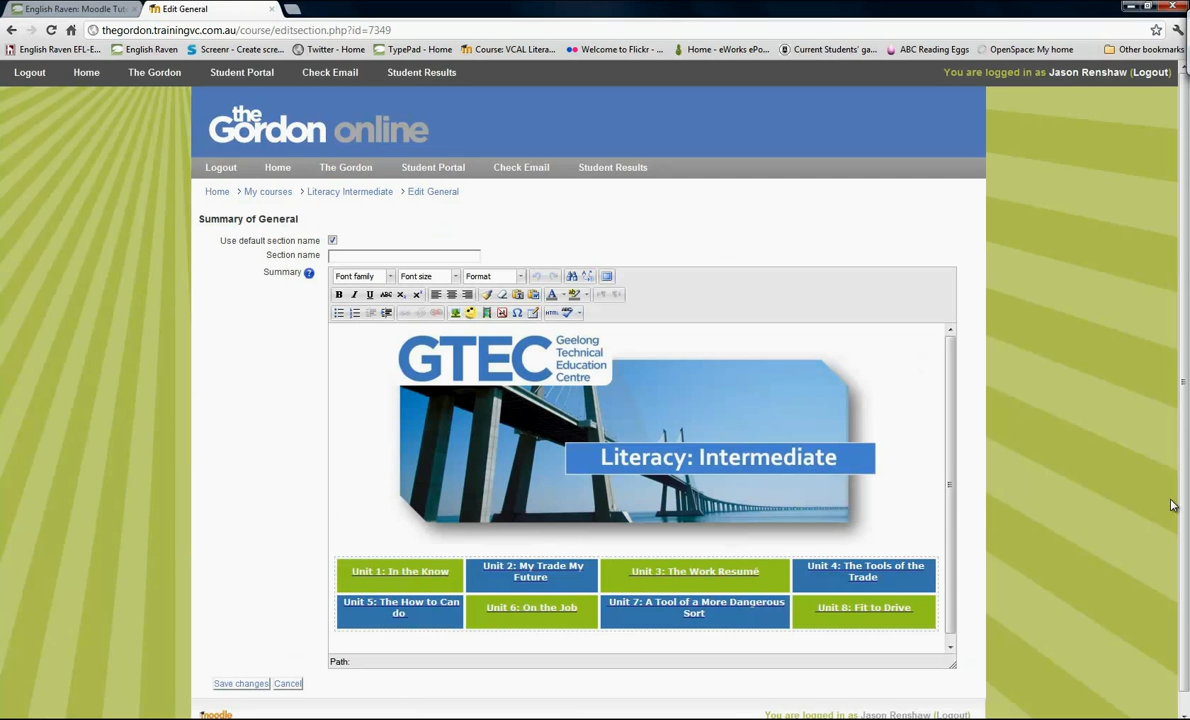 English Raven: Moodle Tut
Edit General
thegordon.trainingvc.com.au/course/editsection.php?id=7349
English Raven EFL-E...
English Raven
Screenr - Create scre...
Twitter - Home
TypePad - Home
Course: VCAL Litera...
Welcome to Flickr - ...
Home - eWorks ePo...
Current Students' ga...
ABC Reading Eggs
OpenSpace: My home
Other bookmarks
Logout
Home
The Gordon
Student Portal
Check Email
Student Results
You are logged in as Jason Renshaw (Logout)
the
Gordon online
Logout
Home
The Gordon
Student Portal
Check Email
Student Results
Home > My courses > Literacy Intermediate > Edit General
Summary of General
Use default section name
Section name
Summary
Font family
Font size
Format
B I U ABC
HTML
GTEC
Geelong
Technical
Education
Centre
Literacy: Intermediate
Unit 1: In the Know
Unit 2: My Trade My
Future
Unit 3: The Work Resumé
Unit 4: The Tools of the
Trade
Unit 5: The How to Can
do
Unit 6: On the Job
Unit 7: A Tool of a More Dangerous
Sort
Unit 8: Fit to Drive
Path:
Save changes
Cancel
moodle
You are logged in as Jason Renshaw (Logout)